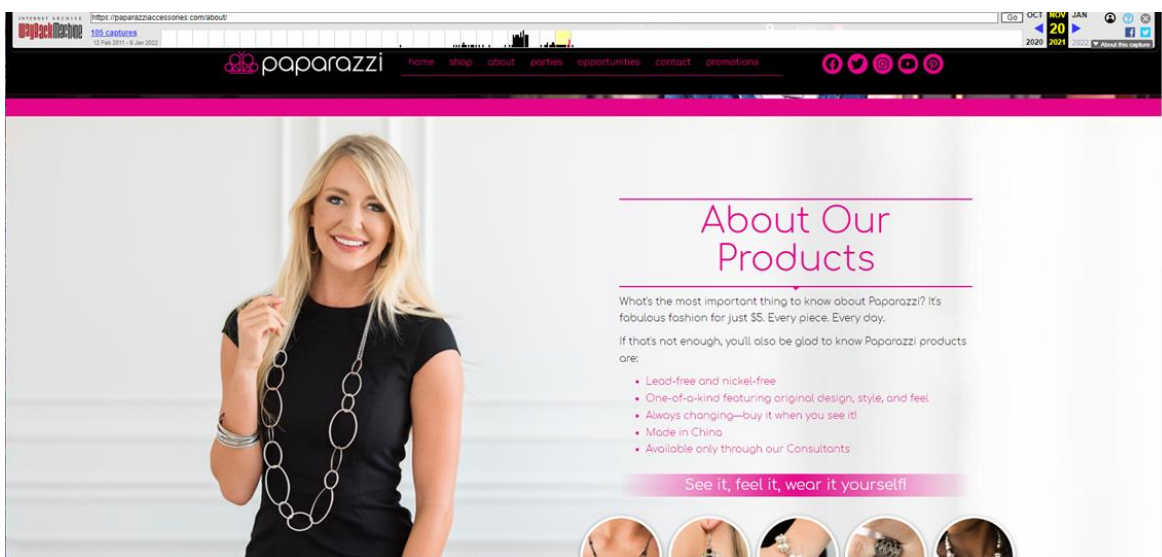 INTERNET ARCHIVE
WayBackMachine
https://paparazziaccessories.com/about/
Go
OCT NOV JAN
105 captures
20
12 Feb 2011 - 9 Jan 2022
2020 2021 2022
About this capture
paparazzi
home shop about parties opportunities contact promotions
About Our
Products
What's the most important thing to know about Paparazzi? It's
fabulous fashion for just $5. Every piece. Every day.
If that's not enough, you'll also be glad to know Paparazzi products
are:
• Lead-free and nickel-free
• One-of-a-kind featuring original design, style, and feel
• Always changing—buy it when you see it!
• Made in China
• Available only through our Consultants
See it, feel it, wear it yourself!